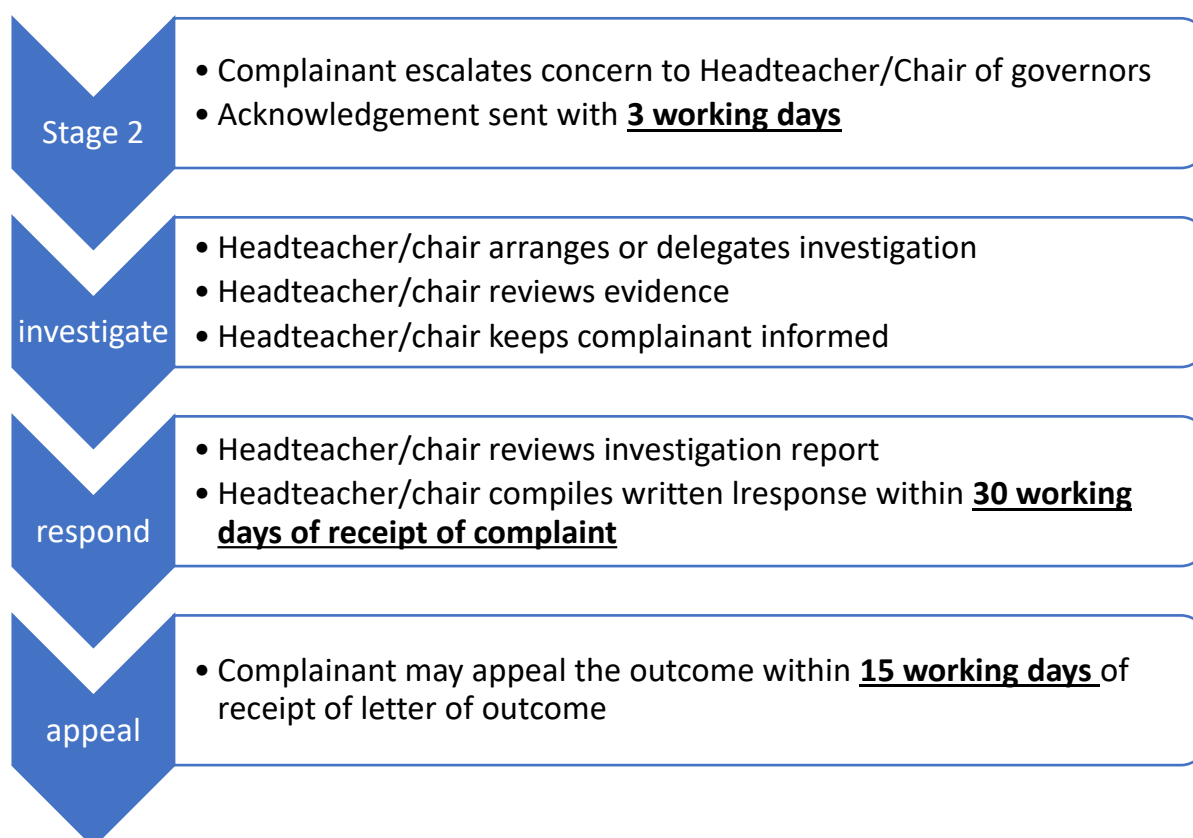 Stage 2
• Complainant escalates concern to Headteacher/Chair of governors
• Acknowledgement sent with 3 working days
investigate
• Headteacher/chair arranges or delegates investigation
• Headteacher/chair reviews evidence
• Headteacher/chair keeps complainant informed
respond
• Headteacher/chair reviews investigation report
• Headteacher/chair compiles written lresponse within 30 working
days of receipt of complaint
appeal
• Complainant may appeal the outcome within 15 working days of
receipt of letter of outcome